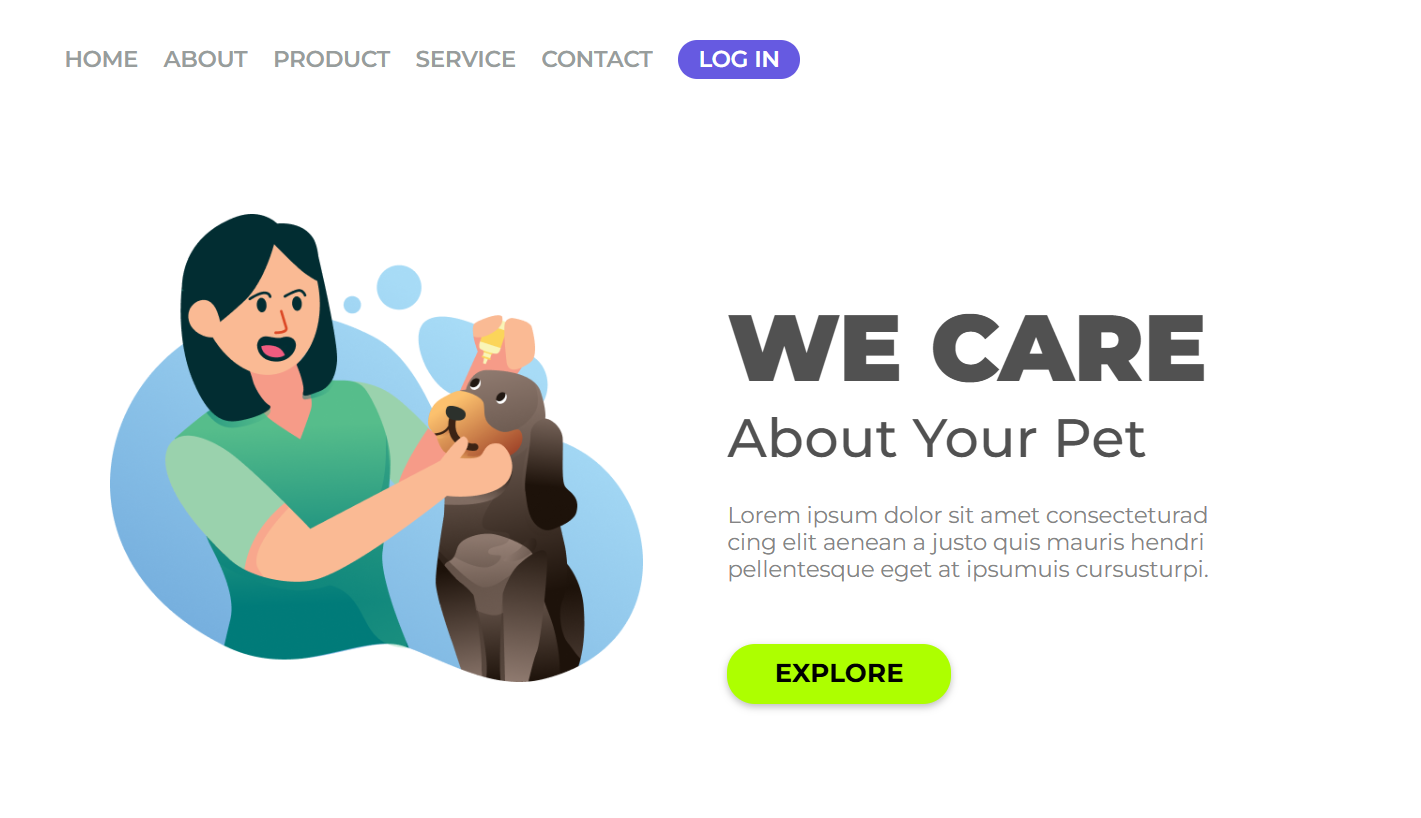 HOME ABOUT PRODUCT SERVICE CONTACT LOG IN
WE CARE
About Your Pet
Lorem ipsum dolor sit amet consecteturad
cing elit aenean a justo quis mauris hendri
pellentesque eget at ipsumuis cursusturpi.
EXPLORE